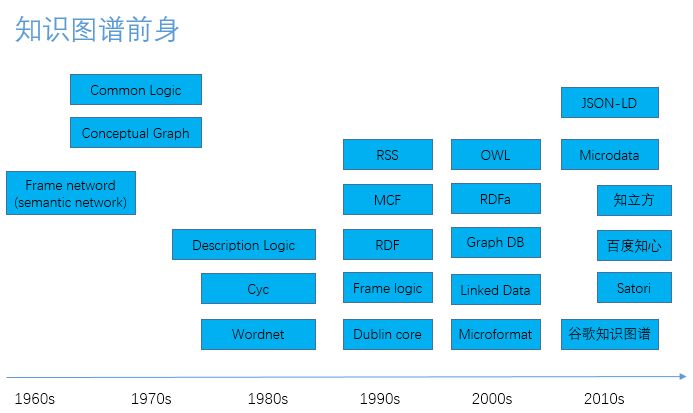 知识图谱前身
Common Logic
JSON-LD
Conceptual Graph
RSS
OWL
Microdata
Frame netword
(semantic network)
MCF
RDFa
知立方
Description Logic
RDF
Graph DB
百度知心
Cyc
Frame logic
Linked Data
Satori
Wordnet
Dublin core
Microformat
谷歌知识图谱
1960s
1970s
1980s
1990s
2000s
2010s